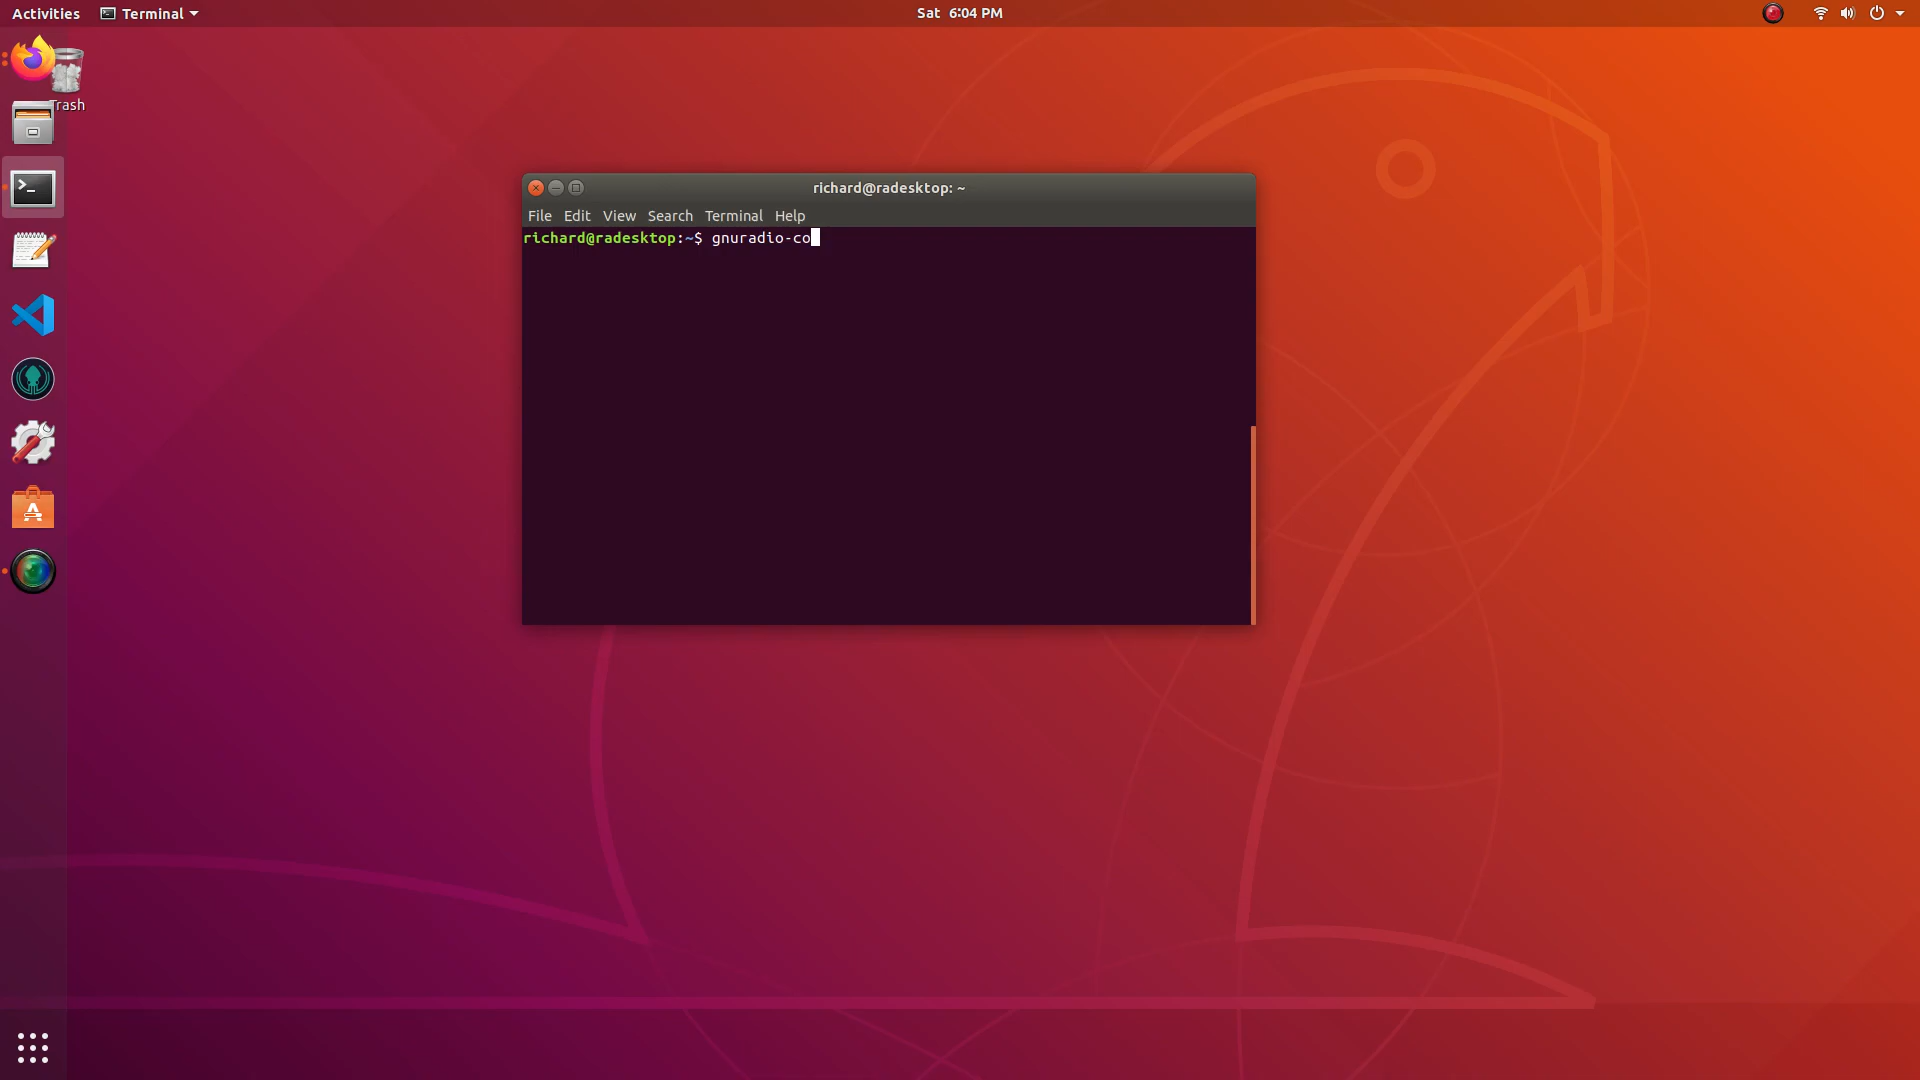 Activities Terminal Sat 6:04 PM
Trash
richard@radesktop: ~
File Edit View Search Terminal Help
richard@radesktop:~$ gnuradio-co